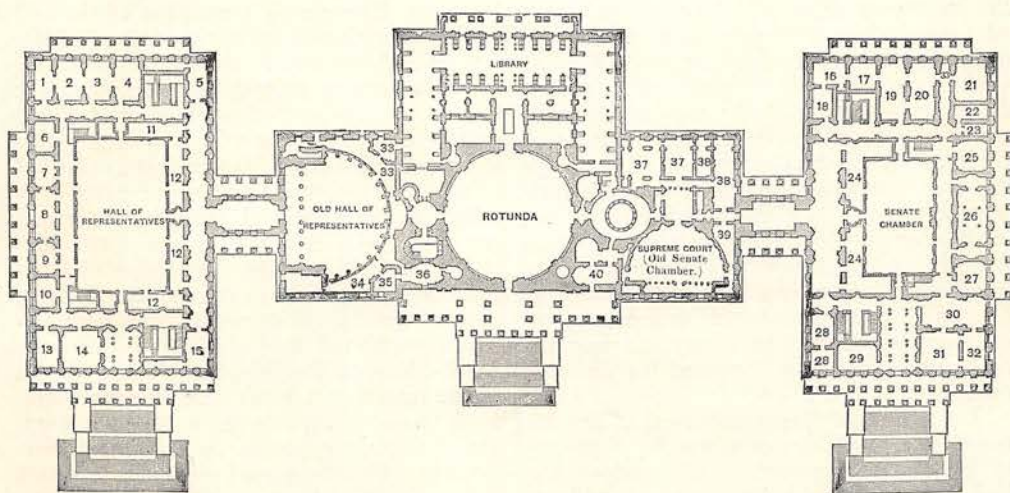 1 2 3 4 5
6
7
8
9
10
11
12
12
12
13 14 15
HALL OF
REPRESENTATIVES
OLD HALL OF
REPRESENTATIVES
33
33
34 35
36
LIBRARY
ROTUNDA
37 37 38
38
39
40
SUPREME COURT
(Old Senate
Chamber.)
16 17
18 19 20 21
22
23
24
24
25
26
27
SENATE
CHAMBER
28
28 29
30
31 32